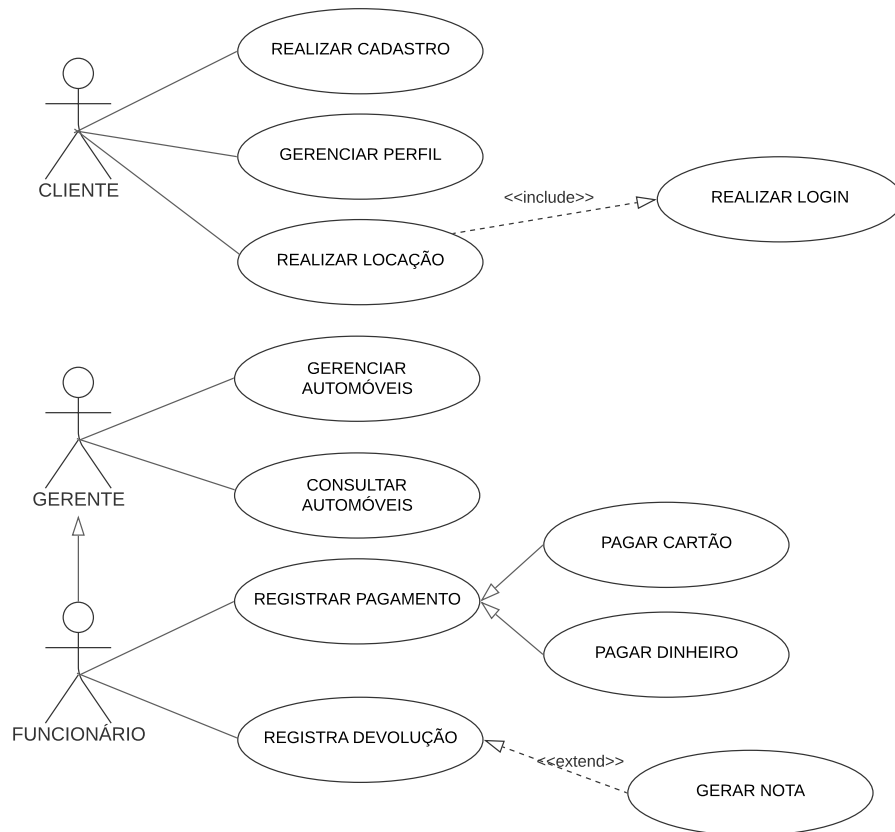 REALIZAR CADASTRO
GERENCIAR PERFIL
CLIENTE
<<include>>
REALIZAR LOGIN
REALIZAR LOCAÇÃO
GERENCIAR
AUTOMÓVEIS
GERENTE
CONSULTAR
AUTOMÓVEIS
PAGAR CARTÃO
REGISTRAR PAGAMENTO
PAGAR DINHEIRO
FUNCIONÁRIO
REGISTRA DEVOLUÇÃO
<<extend>>
GERAR NOTA